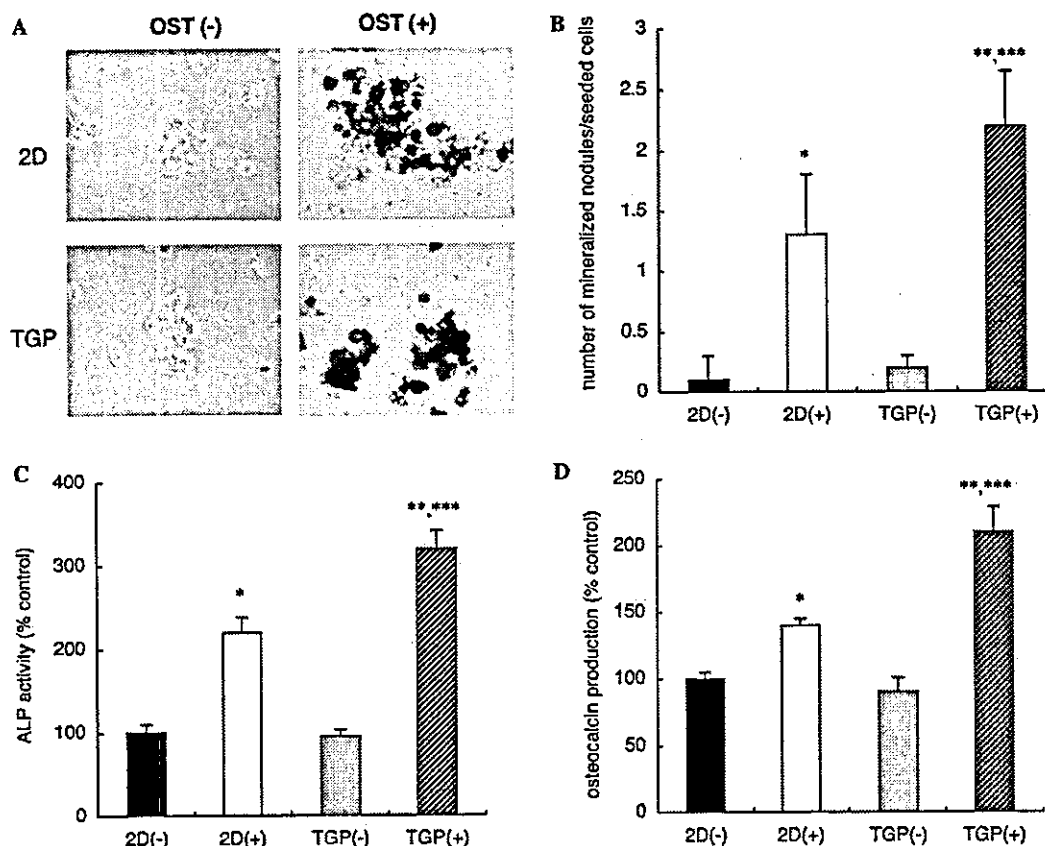 A
OST (-)
OST (+)
2D
TGP
B
number of mineralized nodules/seeded cells
3
2.5
2
1.5
1
0.5
0
*
**,***
2D(-)
2D(+)
TGP(-)
TGP(+)
C
ALP activity (% control)
400
300
200
100
0
*
**,***
2D(-)
2D(+)
TGP(-)
TGP(+)
D
osteocalcin production (% control)
250
200
150
100
50
0
*
**,***
2D(-)
2D(+)
TGP(-)
TGP(+)